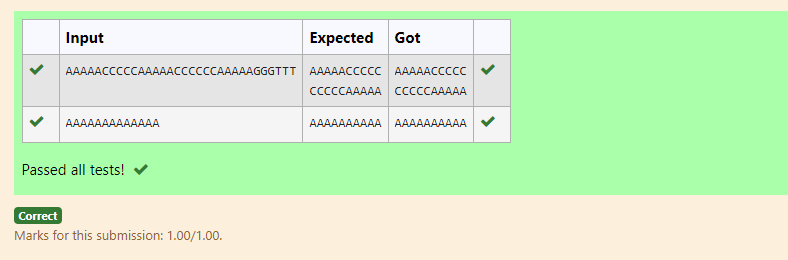 Input Expected Got
AAAAACCCCCAAAAACCCCCCAAAAAGGGTTT AAAAACCCCC AAAAACCCCC
CCCCCAAAAA CCCCCAAAAA
AAAAAAAAAAAAA AAAAAAAAAA AAAAAAAAAA
Passed all tests!
Correct
Marks for this submission: 1.00/1.00.